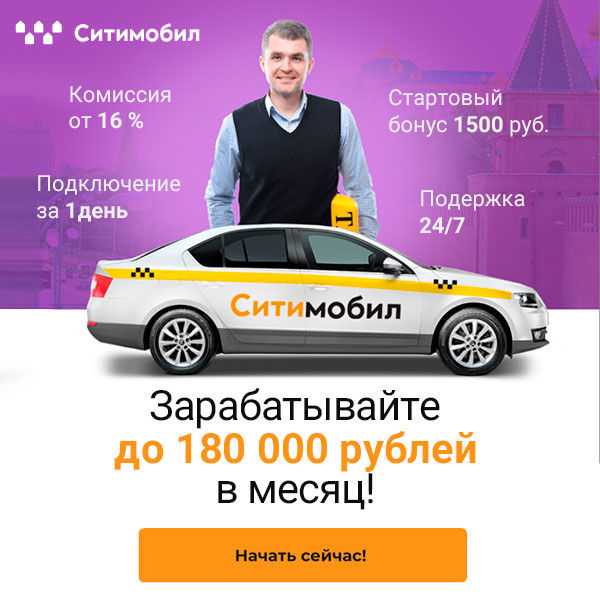 Ситимобил
Комиссия
от 16 %
Стартовый
бонус 1500 руб.
Подключение
за 1день
Подержка
24/7
Т
Ситимобил
Зарабатывайте
до 180 000 рублей
в месяц!
Начать сейчас!